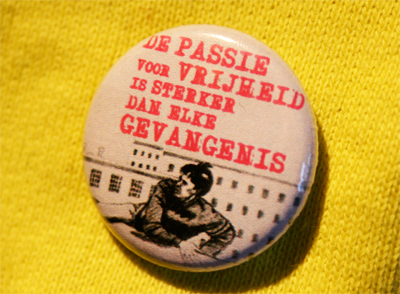 DE PASSIE
VOOR VRIJHEID
IS STERKER
DAN ELKE
GEVANGENIS